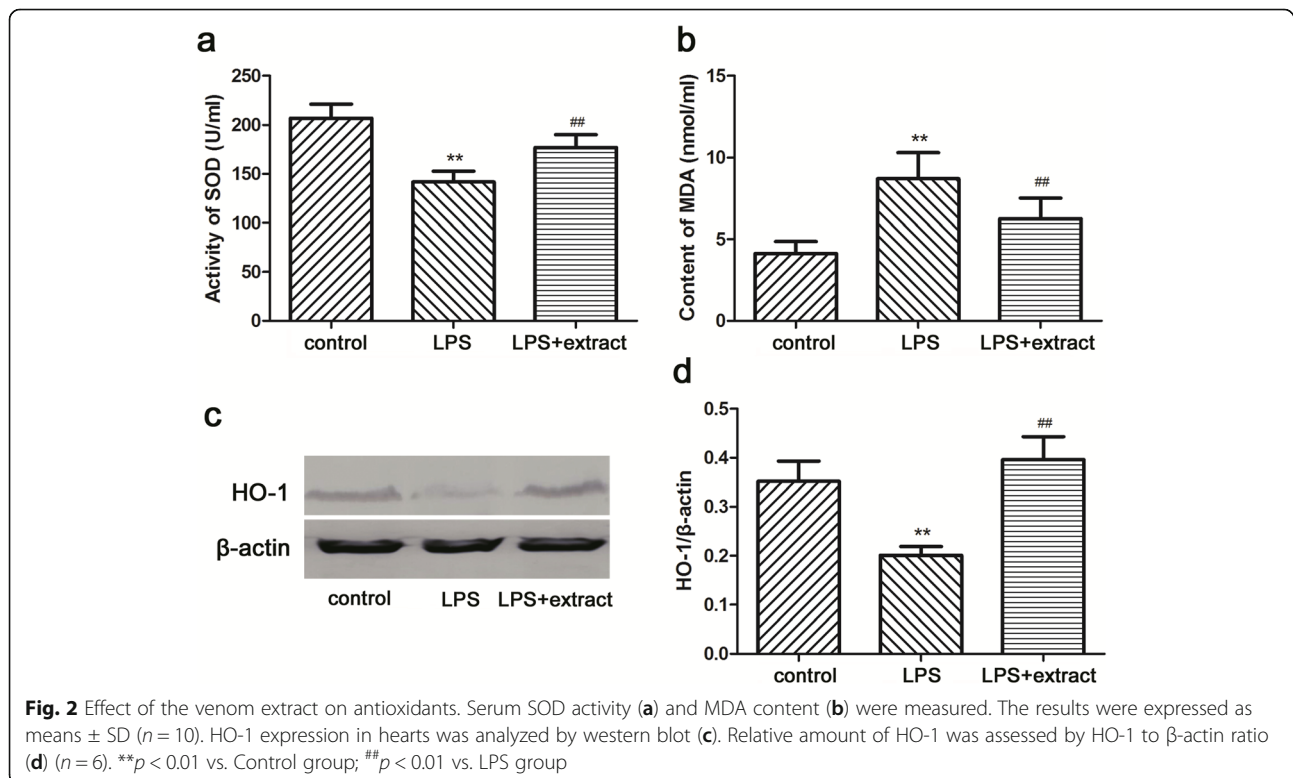 a
250
200
150
100
50
0
Activity of SOD (U/ml)
**
##
control LPS LPS+extract
b
15
10
5
0
Content of MDA (nmol/ml)
**
##
control LPS LPS+extract
c
HO-1
β-actin
control LPS LPS+extract
d
0.5
0.4
0.3
0.2
0.1
0.0
HO-1/β-actin
**
##
control LPS LPS+extract
Fig. 2 Effect of the venom extract on antioxidants. Serum SOD activity (a) and MDA content (b) were measured. The results were expressed as
means ± SD (n = 10). HO-1 expression in hearts was analyzed by western blot (c). Relative amount of HO-1 was assessed by HO-1 to β-actin ratio
(d) (n = 6). **p < 0.01 vs. Control group; ##p < 0.01 vs. LPS group